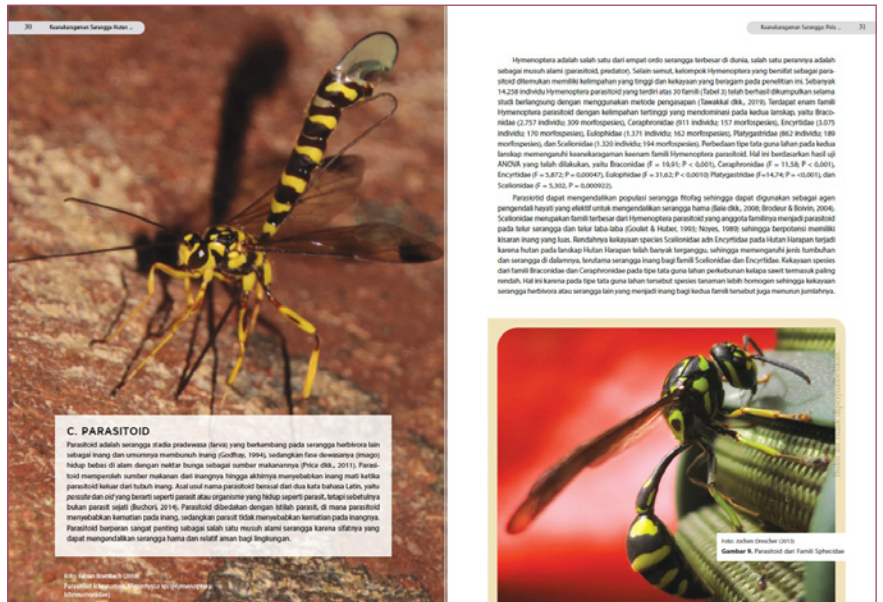 30 Keanekaragaman Serangga Hutan ...
C. PARASITOID
Parasitoid adalah serangga stadia pradewasa (larva) yang berkembang pada serangga herbivora lain
sebagai inang dan umumnya membunuh inang (Godfray, 1994), sedangkan fase dewasanya (imago)
hidup bebas di alam dengan nektar bunga sebagai sumber makanannya (Price dkk., 2011). Parasi-
toid memperoleh sumber makanan dari inangnya hingga akhirnya menyebabkan inang mati ketika
parasitoid keluar dari tubuh inang. Asal usul nama parasitoid berasal dari dua kata bahasa Latin, yaitu
parasite dan oid yang berarti seperti parasit atau organisme yang hidup seperti parasit, tetapi sebetulnya
bukan parasit sejati (Buchori, 2014). Parasitoid dibedakan dengan istilah parasit, di mana parasitoid
menyebabkan kematian pada inang, sedangkan parasit tidak menyebabkan kematian pada inangnya.
Parasitoid berperan sangat penting sebagai salah satu musuh alami serangga karena sifatnya yang
dapat mengendalikan serangga hama dan relatif aman bagi lingkungan.
Foto: Fabian Brambach
Parasitoid Ichneumon (Hymenoptera:
Ichneumonidae)
Keanekaragaman Serangga Pola ... 31
Hymenoptera adalah salah satu dari empat ordo serangga terbesar di dunia, salah satu perannya adalah
sebagai musuh alami (parasitoid, predator). Selain semut, kelompok Hymenoptera yang bersifat sebagai para-
sitoid ditemukan memiliki kelimpahan yang tinggi dan kekayaan yang beragam pada penelitian ini. Sebanyak
14.258 individu Hymenoptera parasitoid yang terdiri atas 30 famili (Tabel 3) telah berhasil dikumpulkan selama
studi berlangsung dengan menggunakan metode pengasapan (Tawakkal dkk., 2019). Terdapat enam famili
Hymenoptera parasitoid dengan kelimpahan tertinggi yang mendominasi pada kedua lanskap, yaitu Braco-
nidae (2.757 individu; 309 morfospesies), Ceraphronidae (911 individu; 157 morfospesies), Encyrtidae (3.075
individu; 170 morfospesies), Eulophidae (1.371 individu; 162 morfospesies), Platygastridae (862 individu; 189
morfospesies), dan Scelionidae (1.320 individu; 194 morfospesies). Perbedaan tipe tata guna lahan pada kedua
lanskap memengaruhi keanekaragaman keenam famili Hymenoptera parasitoid. Hal ini berdasarkan hasil uji
ANOVA yang telah dilakukan, yaitu Braconidae (F = 19,91; P < 0,001), Ceraphronidae (F = 11,58; P < 0,001),
Encyrtidae (F = 5,872; P = 0,00047), Eulophidae (F = 31,62; P < 0,0010) Platygastridae (F=14,74; P = <0,001), dan
Scelionidae (F = 5,302, P = 0,000922).
Parasiotid dapat mengendalikan populasi serangga fitofag sehingga dapat digunakan sebagai agen
pengendali hayati yang efektif untuk mengendalikan serangga hama (Bale dkk., 2008; Brodeur & Boivin, 2004).
Scelionidae merupakan famili terbesar dari Hymenoptera parasitoid yang anggota familinya menjadi parasitoid
pada telur serangga dan telur laba-laba (Goulet & Huber, 1993; Noyes, 1989) sehingga berpotensi memiliki
kisaran inang yang luas. Rendahnya kekayaan species Scelionidae adn Encyrtidae pada Hutan Harapan terjadi
karena hutan pada lanskap Hutan Harapan telah banyak terganggu, sehingga memengaruhi jenis tumbuhan
dan serangga di dalamnya, terutama serangga inang bagi famili Scelionidae dan Encyrtidae. Kekayaan spesies
dari famili Braconidae dan Ceraphronidae pada tipe tata guna lahan perkebunan kelapa sawit termasuk paling
rendah. Hal ini karena pada tipe tata guna lahan tersebut spesies tanaman lebih homogen sehingga kekayaan
serangga herbivora atau serangga lain yang menjadi inang bagi kedua famili tersebut juga menurun jumlahnya.
Foto: Jochen Drescher (2013)
Gambar 9. Parasitoid dari Famili Sphecidae